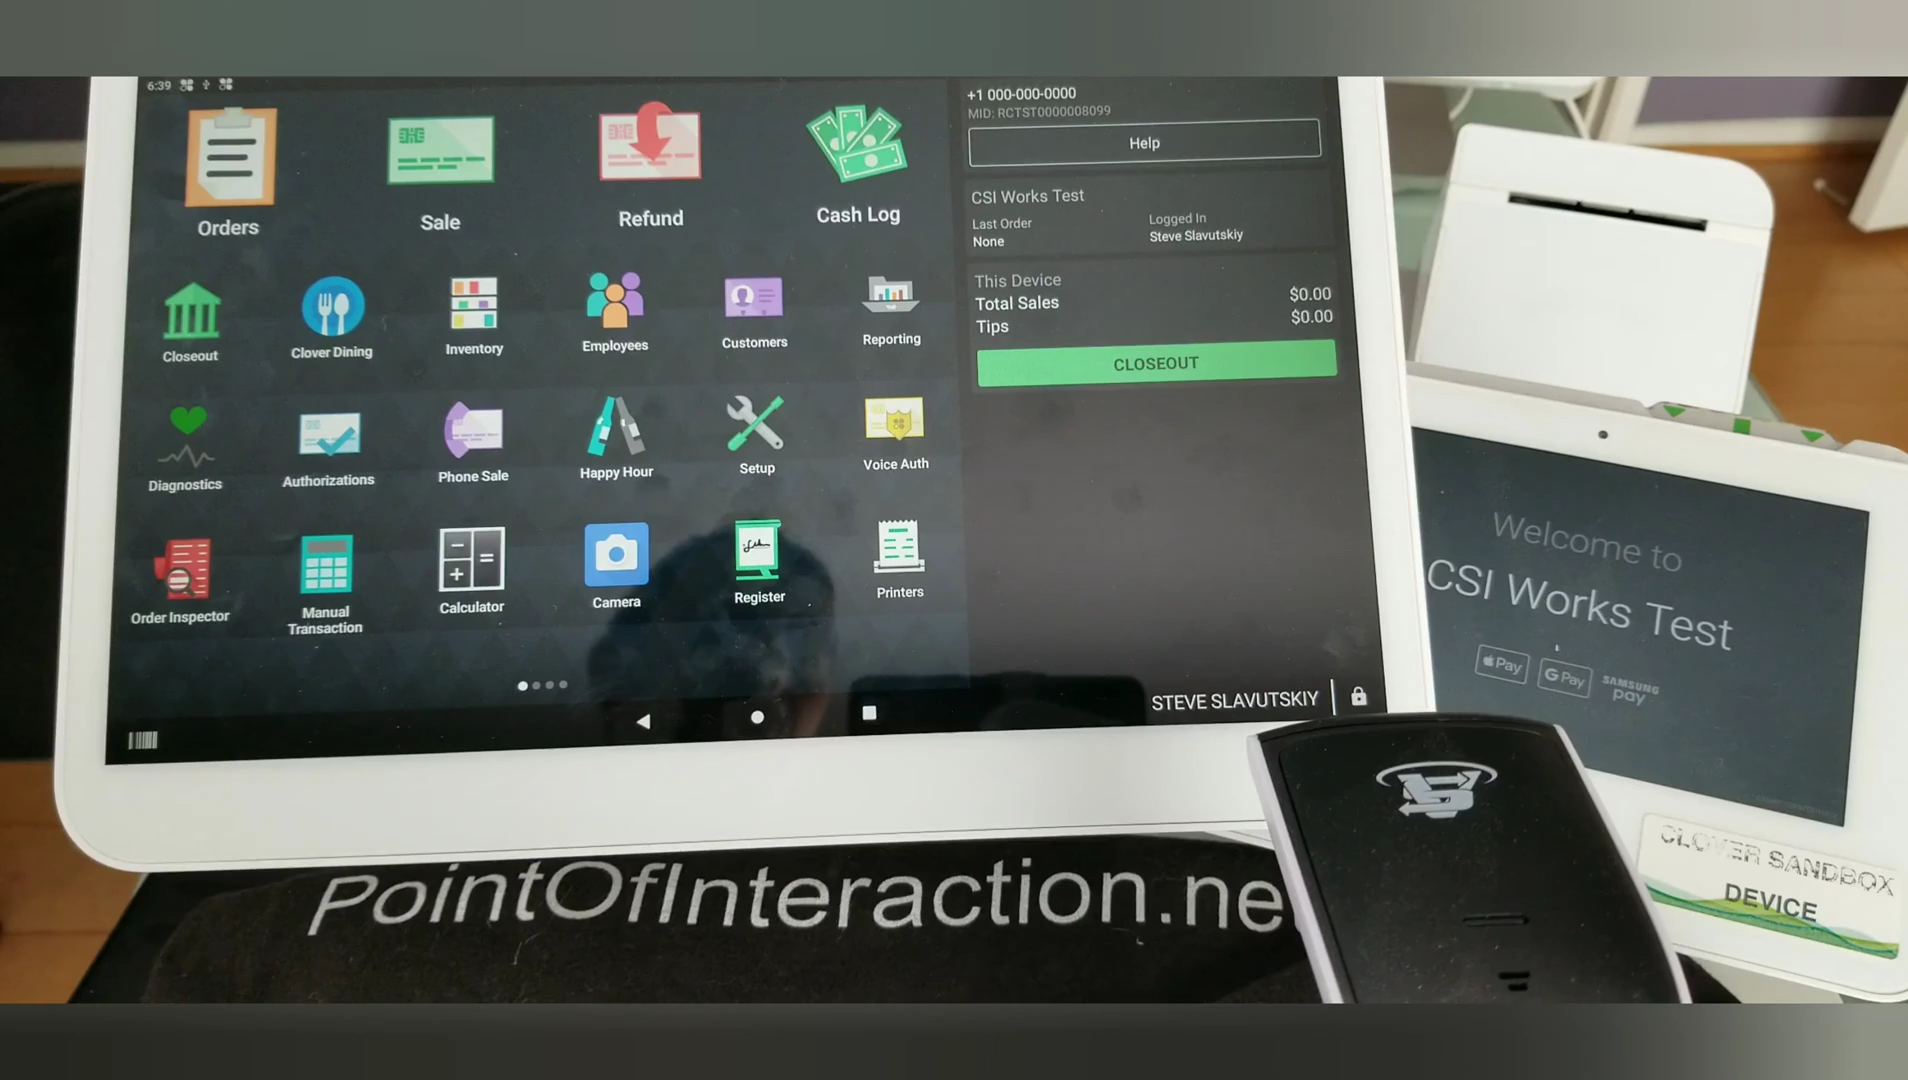 6:39
Orders
Sale
Refund
Cash Log
Closeout
Clover Dining
Inventory
Employees
Customers
Reporting
Diagnostics
Authorizations
Phone Sale
Happy Hour
Setup
Voice Auth
Order Inspector
Manual
Transaction
Calculator
Camera
Register
Printers
+1 000-000-0000
MID: RCTST0000008099
Help
CSI Works Test
Last Order
None
Logged In
Steve Slavutskiy
This Device
Total Sales $0.00
Tips $0.00
CLOSEOUT
STEVE SLAVUTSKIY
Welcome to
CSI Works Test
Pay
G Pay
SAMSUNG
pay
CLOVER SANDBOX
DEVICE
PointOfInteraction.ne